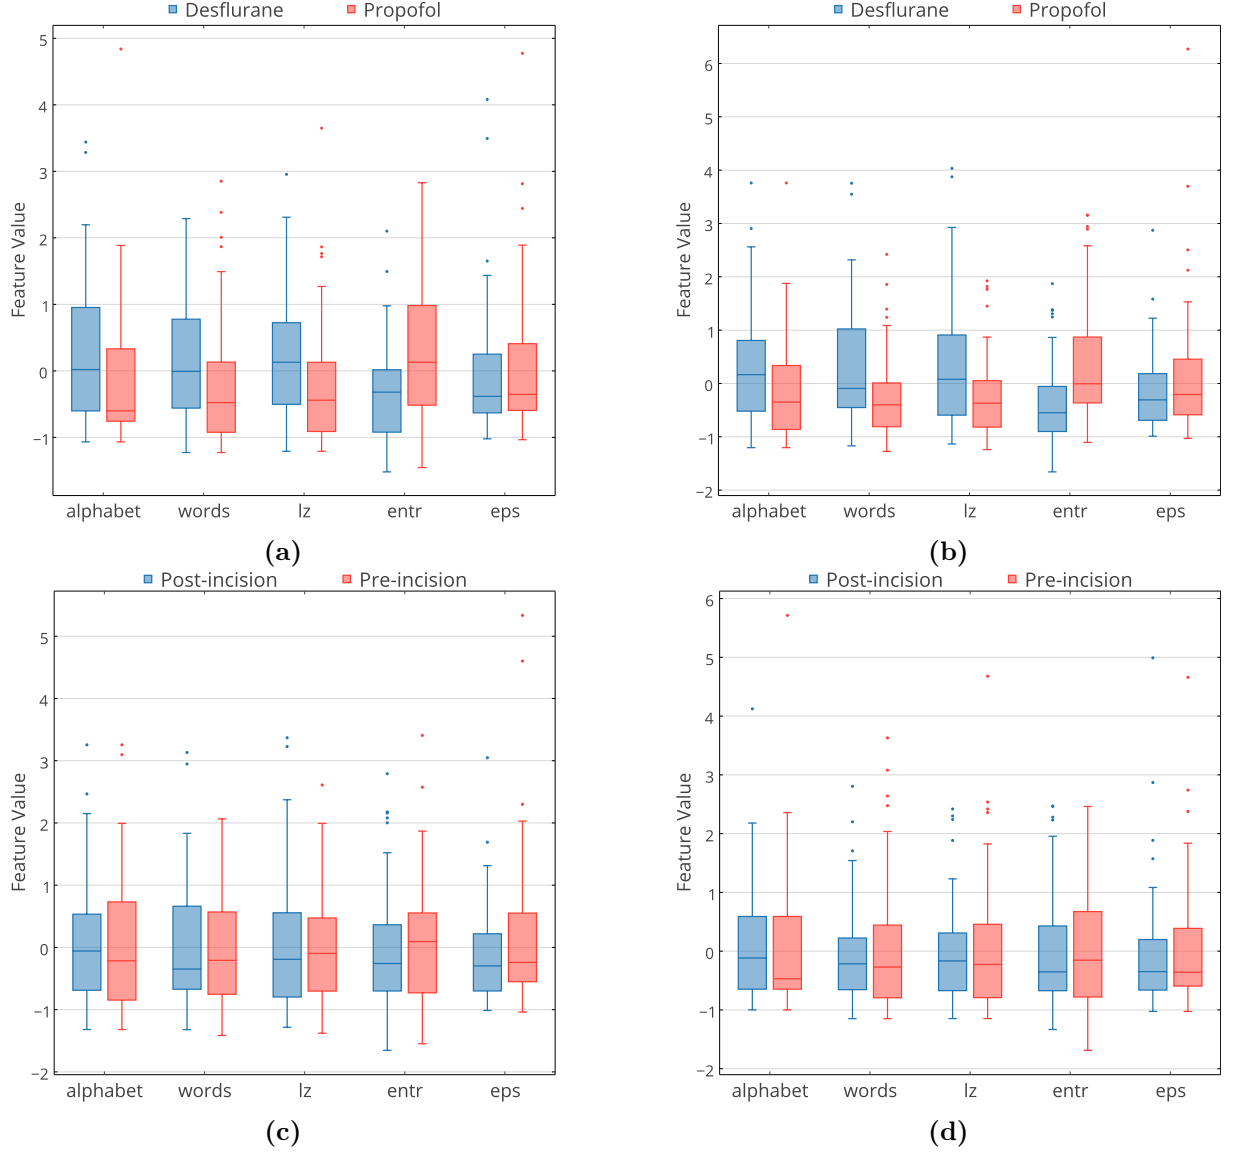 Desflurane Propofol
5
4
3
2
1
0
−1
Feature Value
alphabet words lz entr eps
(a)
Desflurane Propofol
6
5
4
3
2
1
0
−1
−2
Feature Value
alphabet words lz entr eps
(b)
Post-incision Pre-incision
5
4
3
2
1
0
−1
−2
Feature Value
alphabet words lz entr eps
(c)
Post-incision Pre-incision
6
5
4
3
2
1
0
−1
−2
Feature Value
alphabet words lz entr eps
(d)